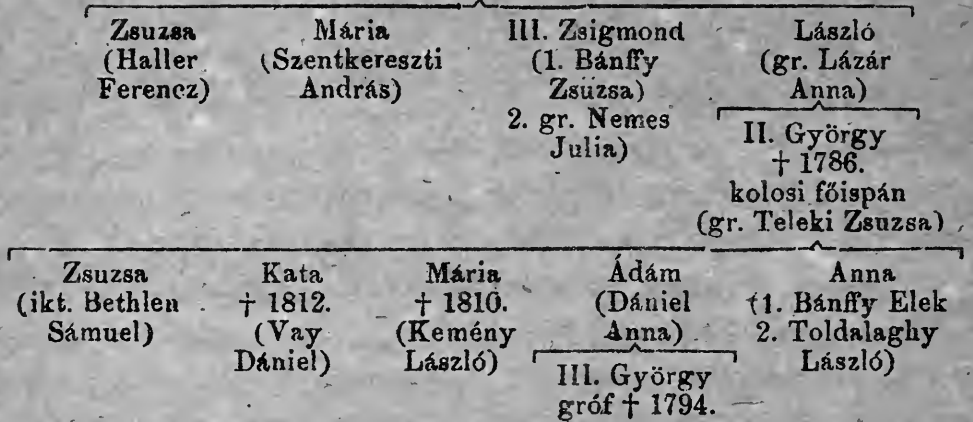 Zsuzsa
(Haller
Ferencz)
Mária
(Szentkereszti
András)
III. Zsigmond
(1. Bánffy
Zsuzsa)
2. gr. Nemes
Julia)
László
(gr. Lázár
Anna)
II. György
† 1786.
kolosi főispán
(gr. Teleki Zsuzsa)
Zsuzsa
(ikt. Bethlen
Sámuel)
Kata
† 1812.
(Vay
Dániel)
Mária
† 1810.
(Kemény
László)
Ádám
(Dániel
Anna)
Anna
(1. Bánffy Elek
2. Toldalaghy
László)
III. György
gróf † 1794.